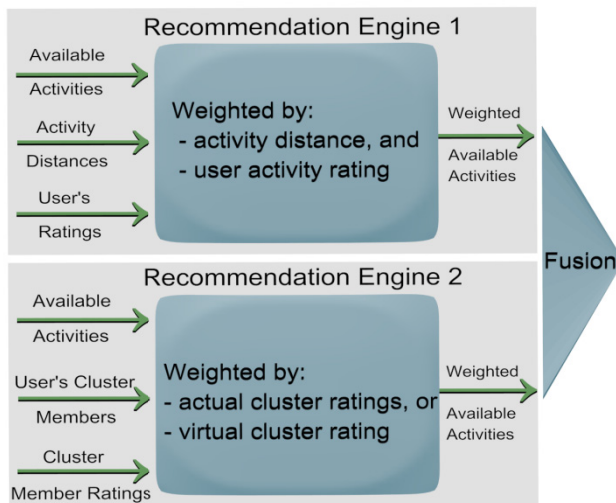 Recommendation Engine 1
Available
Activities
Activity
Distances
User's
Ratings
Weighted by:
- activity distance, and
- user activity rating
Weighted
Available
Activities
Recommendation Engine 2
Available
Activities
User's Cluster
Members
Cluster
Member Ratings
Weighted by:
- actual cluster ratings, or
- virtual cluster rating
Weighted
Available
Activities
Fusion